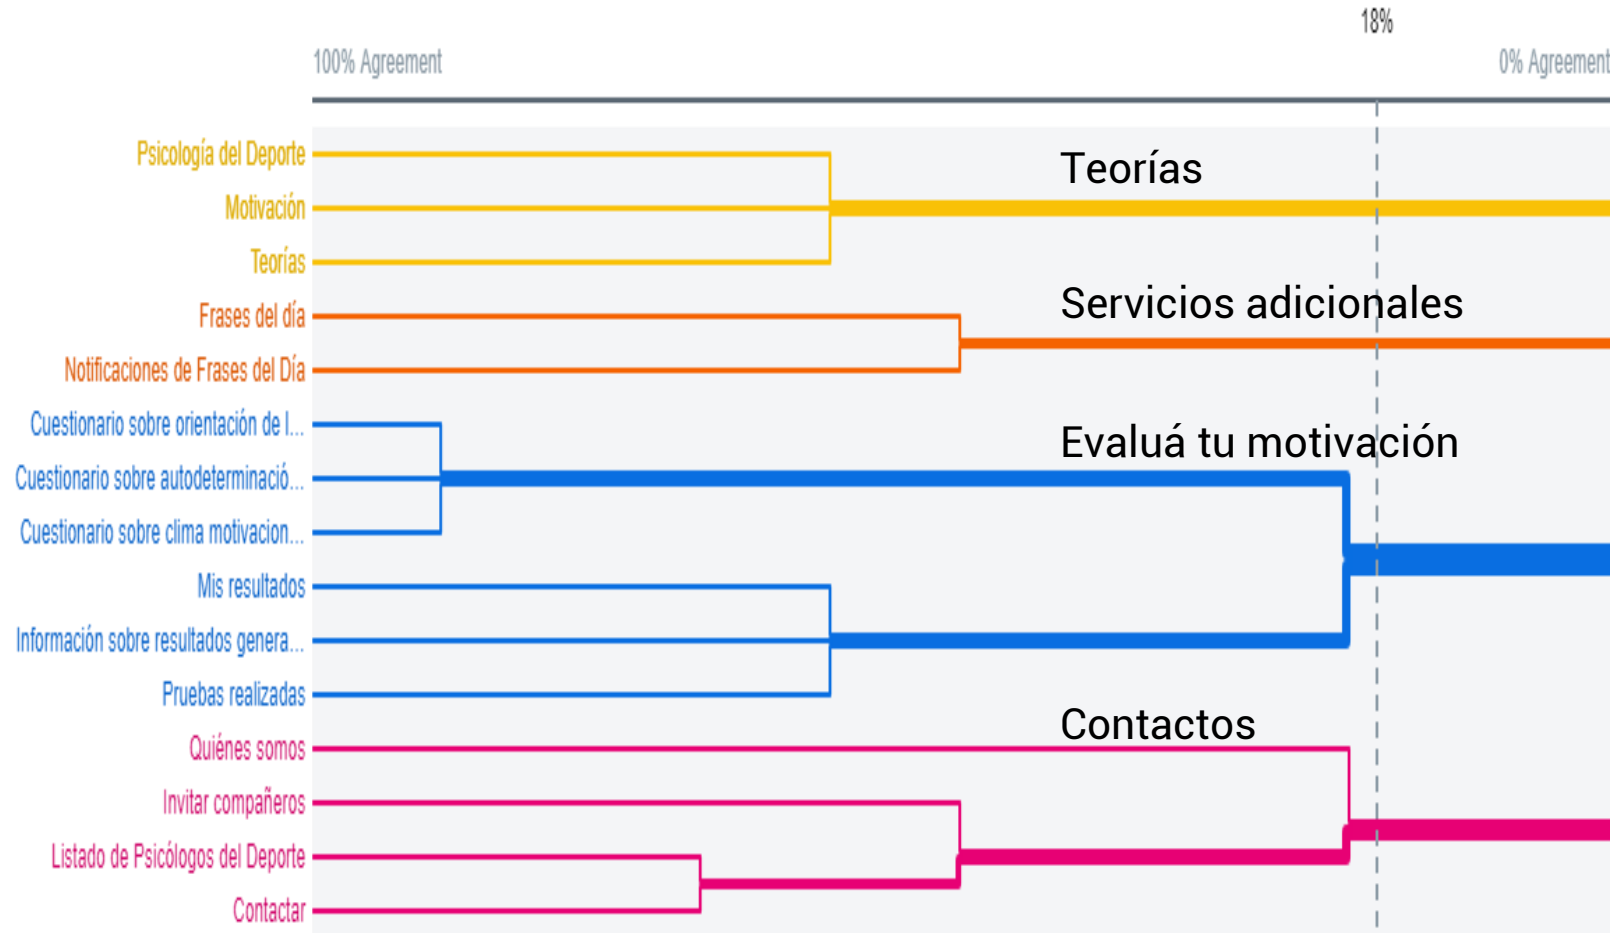 18%
100% Agreement
0% Agreement
Psicología del Deporte
Teorías
Motivación
Teorías
Frases del día
Servicios adicionales
Notificaciones de Frases del Día
Cuestionario sobre orientación de l...
Evaluá tu motivación
Cuestionario sobre autodeterminació...
Cuestionario sobre clima motivacion...
Mis resultados
Información sobre resultados genera...
Pruebas realizadas
Contactos
Quiénes somos
Invitar compañeros
Listado de Psicólogos del Deporte
Contactar